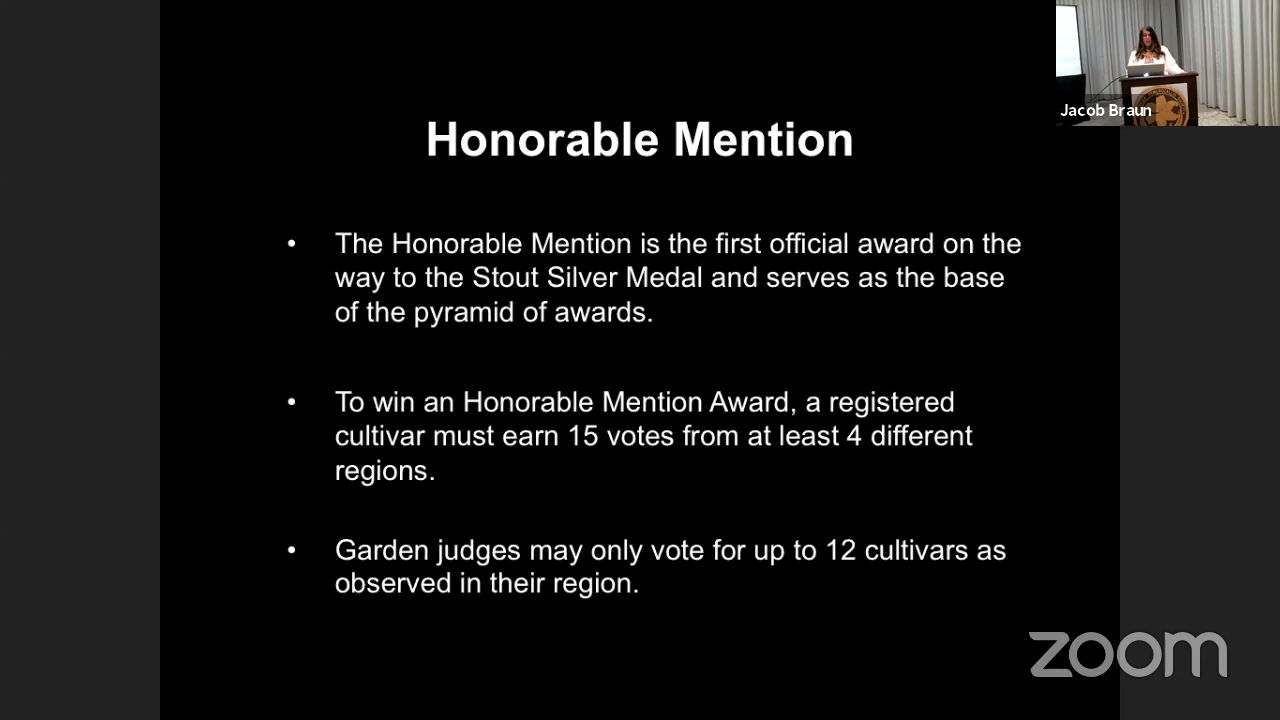 Jacob Braun
Honorable Mention
• The Honorable Mention is the first official award on the
way to the Stout Silver Medal and serves as the base
of the pyramid of awards.
• To win an Honorable Mention Award, a registered
cultivar must earn 15 votes from at least 4 different
regions.
• Garden judges may only vote for up to 12 cultivars as
observed in their region.
zoom